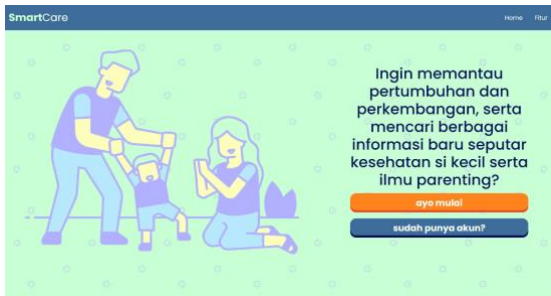 SmartCare
Home Fitur
Ingin memantau
pertumbuhan dan
perkembangan, serta
mencari berbagai
informasi baru seputar
kesehatan si kecil serta
ilmu parenting?
ayo mulai
sudah punya akun?